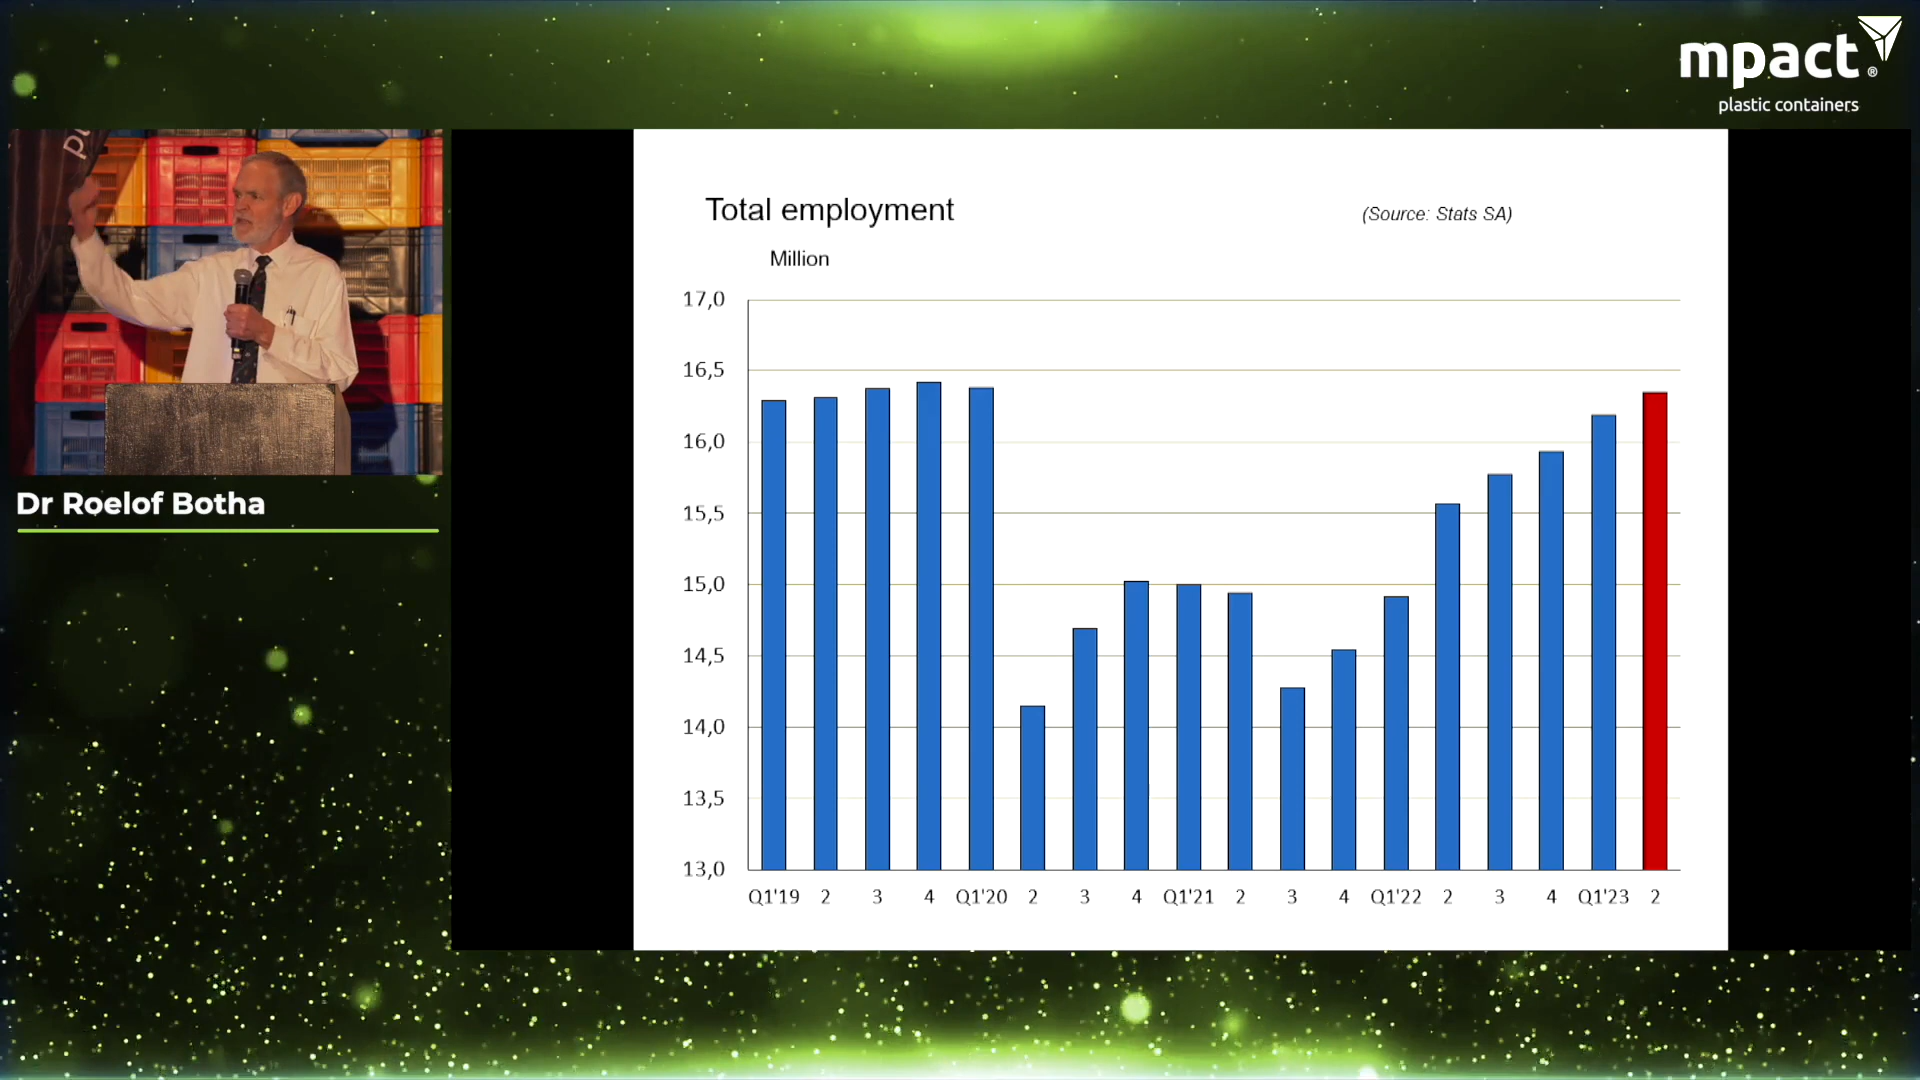 mpact®
plastic containers
Dr Roelof Botha
Total employment
(Source: Stats SA)
Million
17,0
16,5
16,0
15,5
15,0
14,5
14,0
13,5
13,0
Q1'19 2 3 4 Q1'20 2 3 4 Q1'21 2 3 4 Q1'22 2 3 4 Q1'23 2